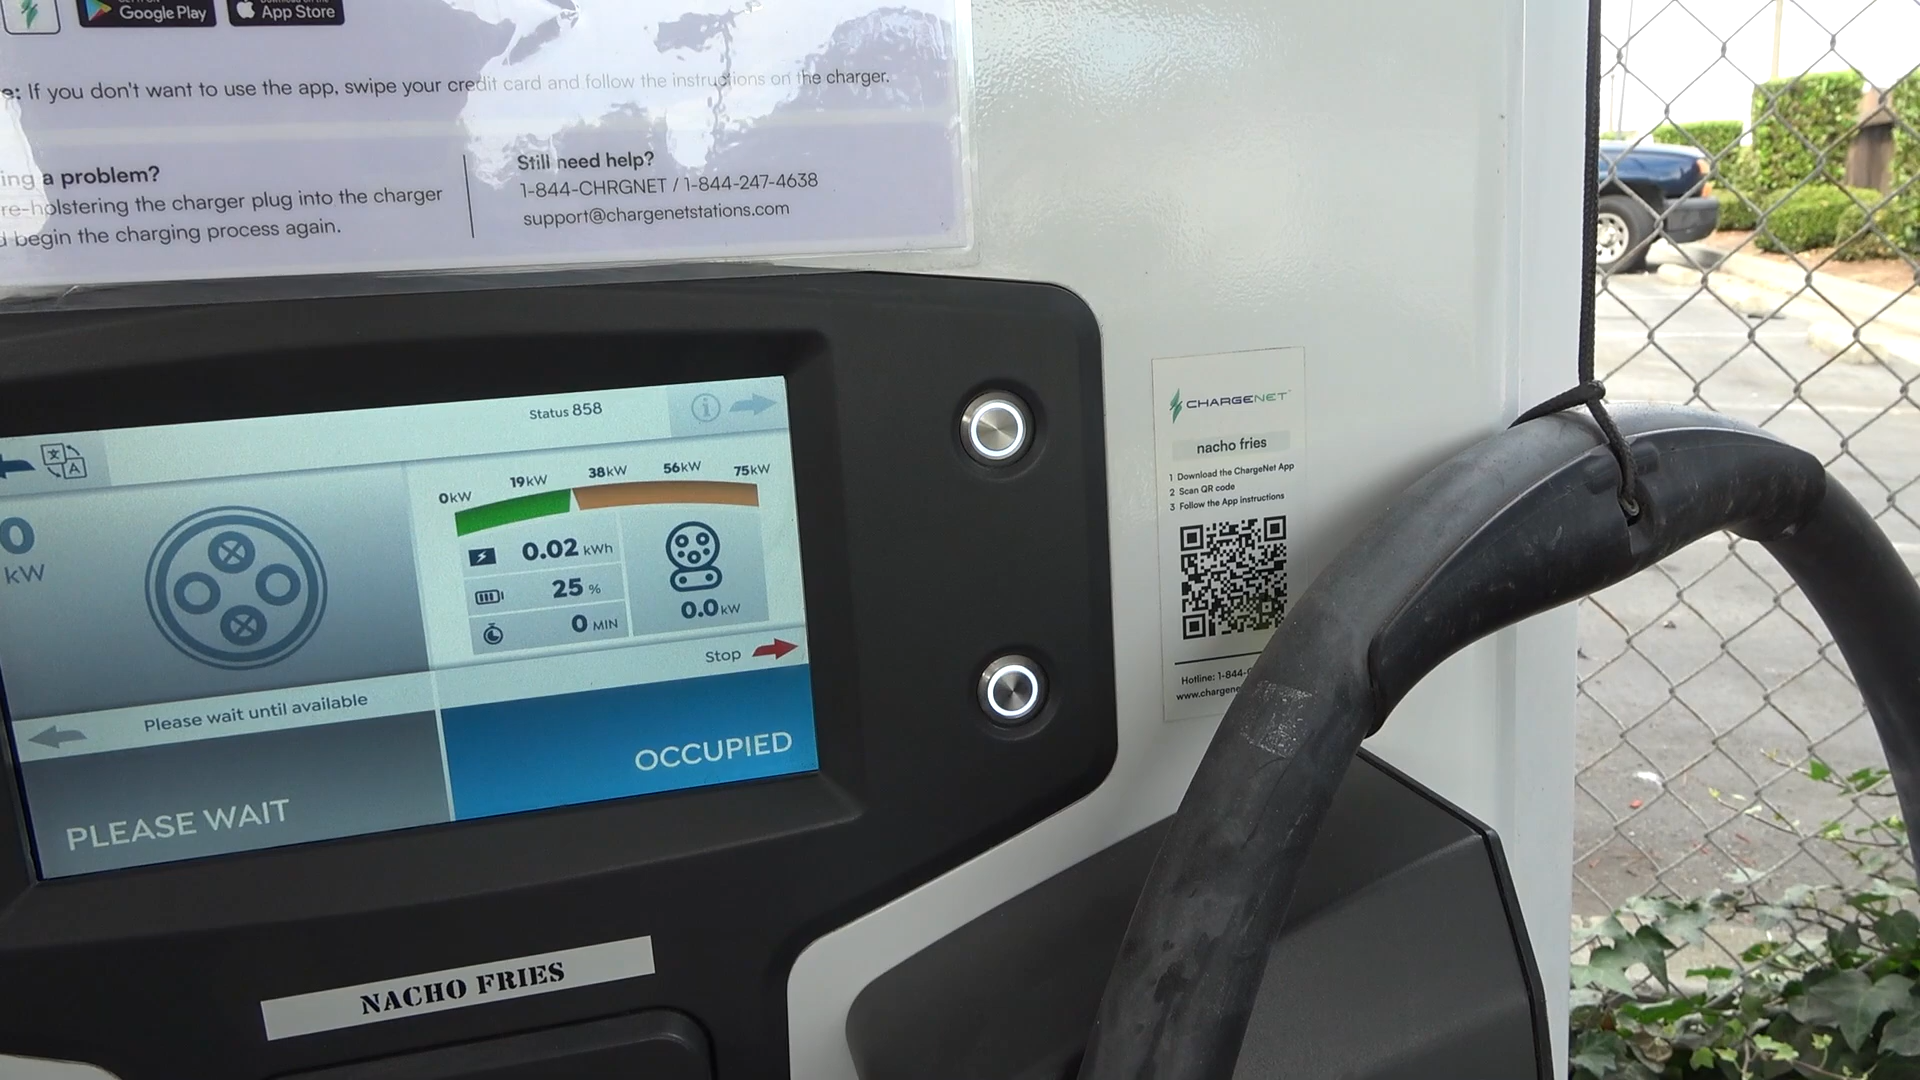 Google Play
App Store
e: If you don't want to use the app, swipe your credit card and follow the instructions on the charger.
ing a problem?
re-holstering the charger plug into the charger
d begin the charging process again.
Still need help?
1-844-CHRGNET / 1-844-247-4638
support@chargenetstations.com
Status 858
i
文
A
0
kW
0kW
19kW
38kW
56kW
75kW
0.02 kWh
25 %
0 MIN
0.0kW
Stop
Please wait until available
PLEASE WAIT
OCCUPIED
NACHO FRIES
CHARGENET
nacho fries
1 Download the ChargeNet App
2 Scan QR code
3 Follow the App instructions
Hotline: 1-844-
www.chargene